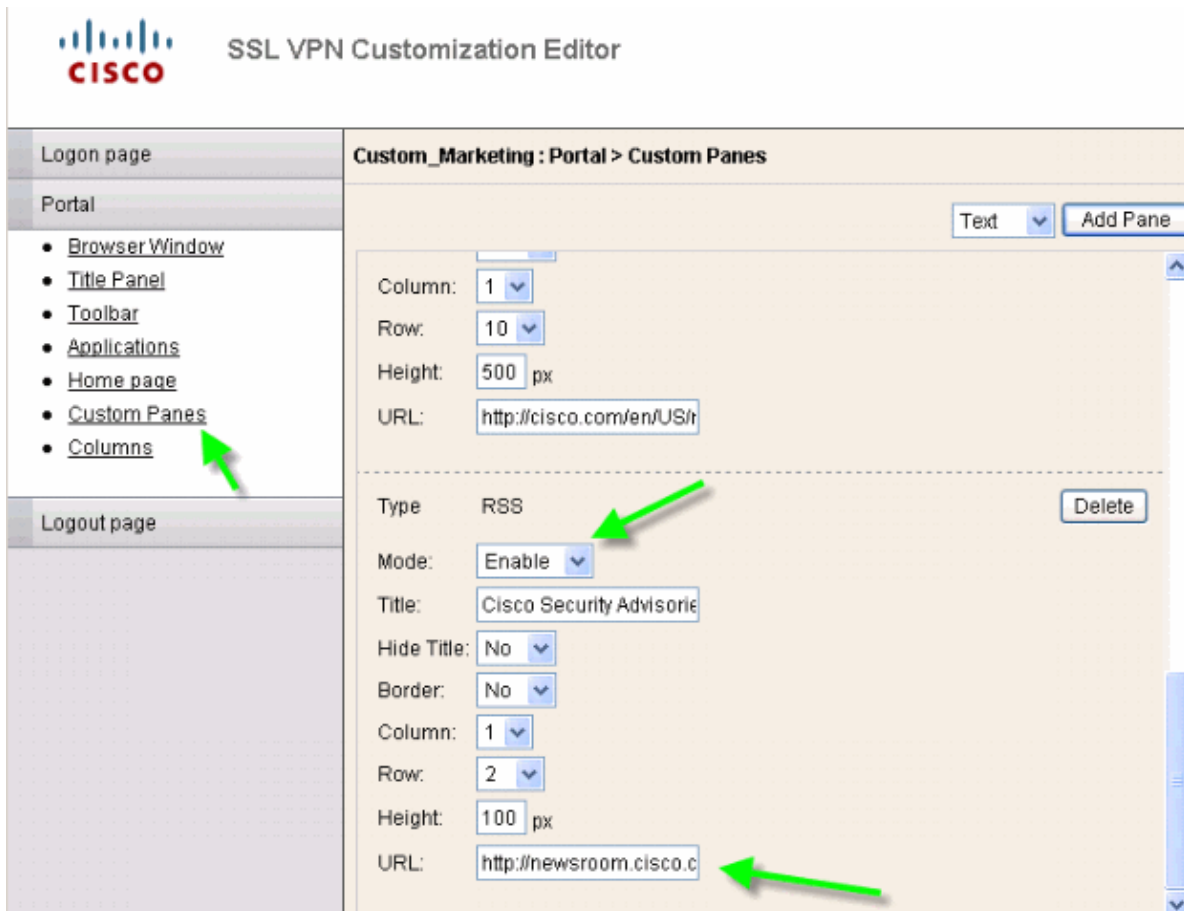 CISCO
SSL VPN Customization Editor
Logon page
Portal
Browser Window
Title Panel
Toolbar
Applications
Home page
Custom Panes
Columns
Logout page
Custom_Marketing : Portal > Custom Panes
Text
Add Pane
Column: 1
Row: 10
Height: 500 px
URL: http://cisco.com/en/US/
Type RSS
Delete
Mode: Enable
Title: Cisco Security Advisorie
Hide Title: No
Border: No
Column: 1
Row: 2
Height: 100 px
URL: http://newsroom.cisco.c